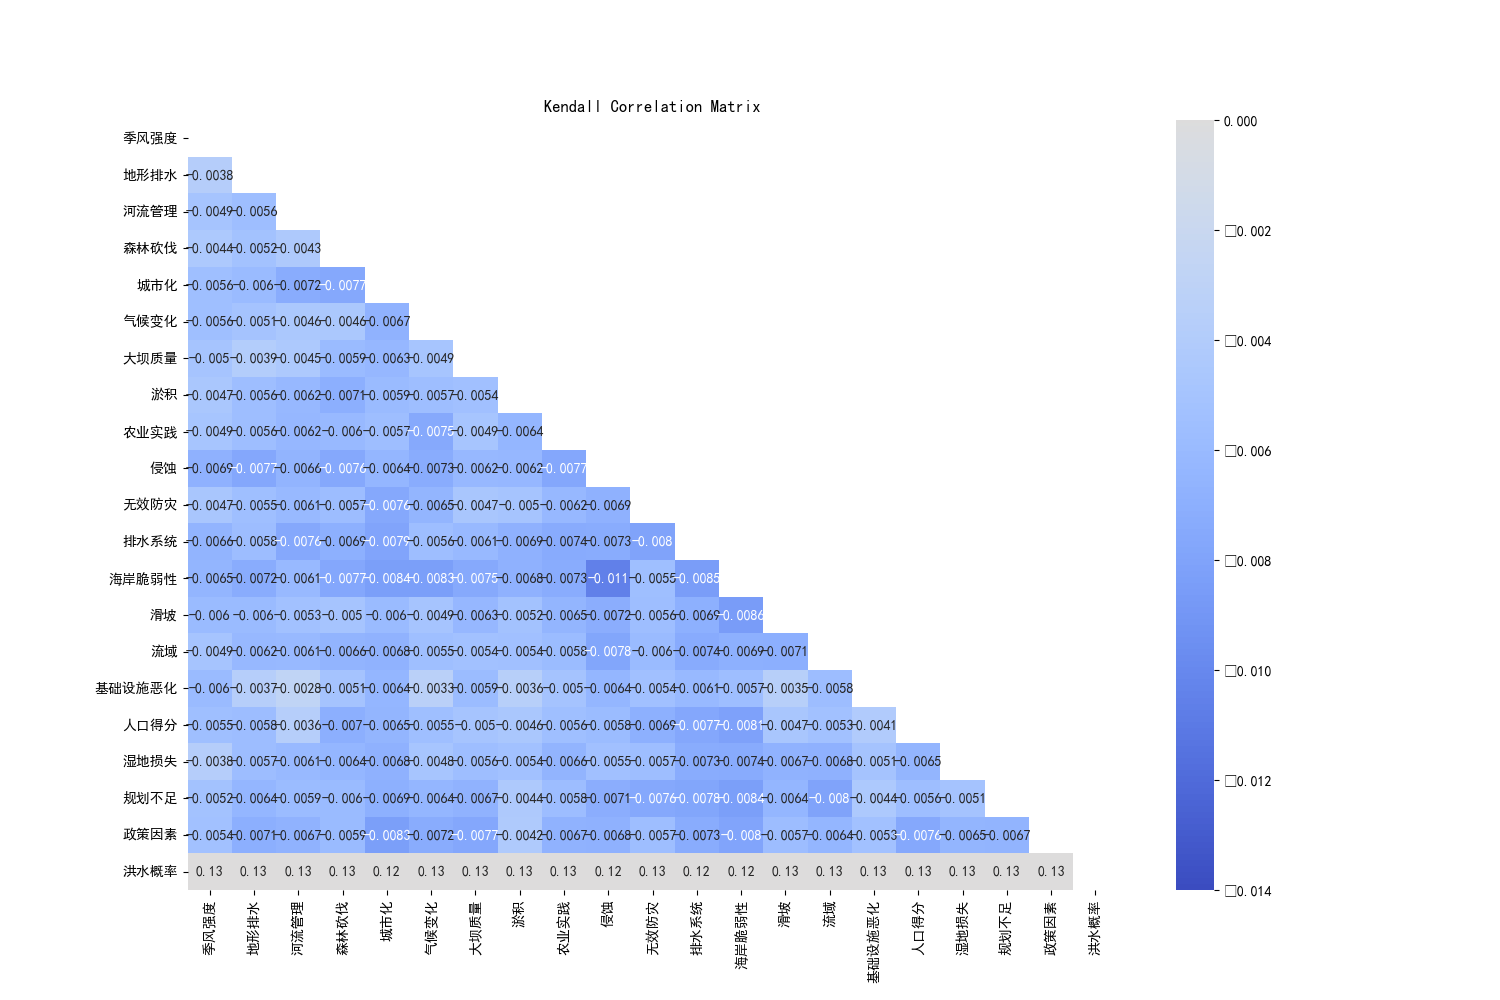 Kendall Correlation Matrix
季风强度
地形排水 -0.0038
河流管理 -0.0049 -0.0056
森林砍伐 -0.0044 -0.0052 -0.0043
城市化 -0.0056 -0.006 -0.0072 -0.0077
气候变化 -0.0056 -0.0051 -0.0046 -0.0046 -0.0067
大坝质量 -0.005 -0.0039 -0.0045 -0.0059 -0.0063 -0.0049
淤积 -0.0047 -0.0056 -0.0062 -0.0071 -0.0059 -0.0057 -0.0054
农业实践 -0.0049 -0.0056 -0.0062 -0.006 -0.0057 -0.0075 -0.0049 -0.0064
侵蚀 -0.0069 -0.0077 -0.0066 -0.0076 -0.0064 -0.0073 -0.0062 -0.0062 -0.0077
无效防灾 -0.0047 -0.0055 -0.0061 -0.0057 -0.0076 -0.0065 -0.0047 -0.005 -0.0062 -0.0069
排水系统 -0.0066 -0.0058 -0.0076 -0.0069 -0.0079 -0.0056 -0.0061 -0.0069 -0.0074 -0.0073 -0.008
海岸脆弱性 -0.0065 -0.0072 -0.0061 -0.0077 -0.0084 -0.0083 -0.0075 -0.0068 -0.0073 -0.011 -0.0055 -0.0085
滑坡 -0.006 -0.006 -0.0053 -0.005 -0.006 -0.0049 -0.0063 -0.0052 -0.0065 -0.0072 -0.0056 -0.0069 -0.0086
流域 -0.0049 -0.0062 -0.0061 -0.0066 -0.0068 -0.0055 -0.0054 -0.0054 -0.0058 -0.0078 -0.006 -0.0074 -0.0069 -0.0071
基础设施恶化 -0.006 -0.0037 -0.0028 -0.0051 -0.0064 -0.0033 -0.0059 -0.0036 -0.005 -0.0064 -0.0054 -0.0061 -0.0057 -0.0035 -0.0058
人口得分 -0.0055 -0.0058 -0.0036 -0.007 -0.0065 -0.0055 -0.005 -0.0046 -0.0056 -0.0058 -0.0069 -0.0077 -0.0081 -0.0047 -0.0053 -0.0041
湿地损失 -0.0038 -0.0057 -0.0061 -0.0064 -0.0068 -0.0048 -0.0056 -0.0054 -0.0066 -0.0055 -0.0057 -0.0073 -0.0074 -0.0067 -0.0068 -0.0051 -0.0065
规划不足 -0.0052 -0.0064 -0.0059 -0.006 -0.0069 -0.0064 -0.0067 -0.0044 -0.0058 -0.0071 -0.0076 -0.0078 -0.0084 -0.0064 -0.008 -0.0044 -0.0056 -0.0051
政策因素 -0.0054 -0.0071 -0.0067 -0.0059 -0.0083 -0.0072 -0.0077 -0.0042 -0.0067 -0.0068 -0.0057 -0.0073 -0.008 -0.0057 -0.0064 -0.0053 -0.0076 -0.0065 -0.0067
洪水概率 0.13 0.13 0.13 0.13 0.12 0.13 0.13 0.13 0.13 0.12 0.13 0.12 0.12 0.13 0.13 0.13 0.13 0.13 0.13 0.13
季风强度 地形排水 河流管理 森林砍伐 城市化 气候变化 大坝质量 淤积 农业实践 侵蚀 无效防灾 排水系统 海岸脆弱性 滑坡 流域 基础设施恶化 人口得分 湿地损失 规划不足 政策因素 洪水概率
0.000
□0.002
□0.004
□0.006
□0.008
□0.010
□0.012
□0.014